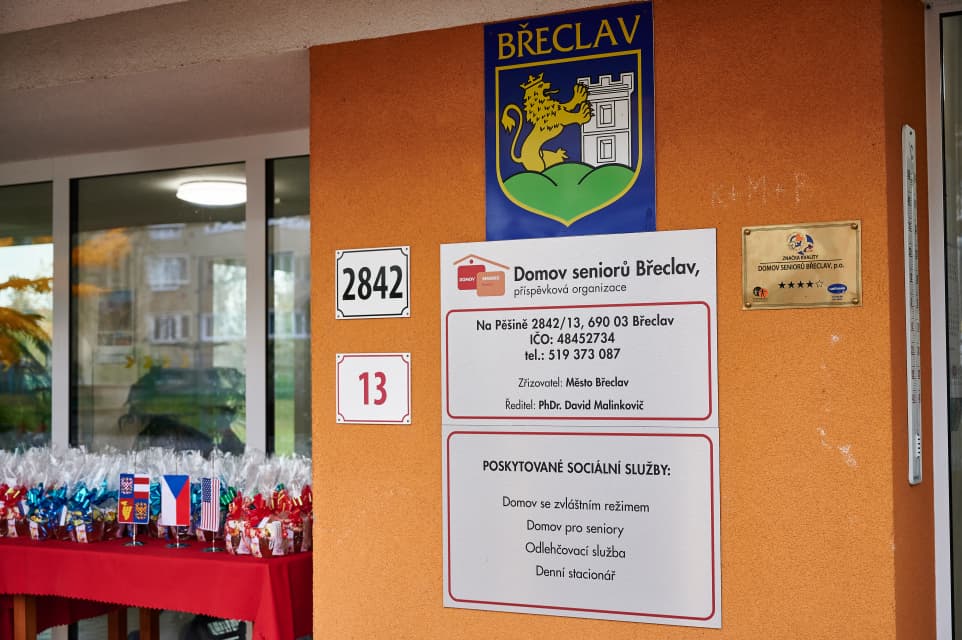 BŘECLAV
2842
13
DOMOV
SENIORŮ
Domov seniorů Břeclav,
příspěvková organizace
Na Pěšině 2842/13, 690 03 Břeclav
IČO: 48452734
tel.: 519 373 087
Zřizovatel: Město Břeclav
Ředitel: PhDr. David Malinkovič
POSKYTOVANÉ SOCIÁLNÍ SLUŽBY:
Domov se zvláštním režimem
Domov pro seniory
Odlehčovací služba
Denní stacionář
K+M+B
ZNAČKA KVALITY
DOMOV SENIORŮ BŘECLAV, p.o.